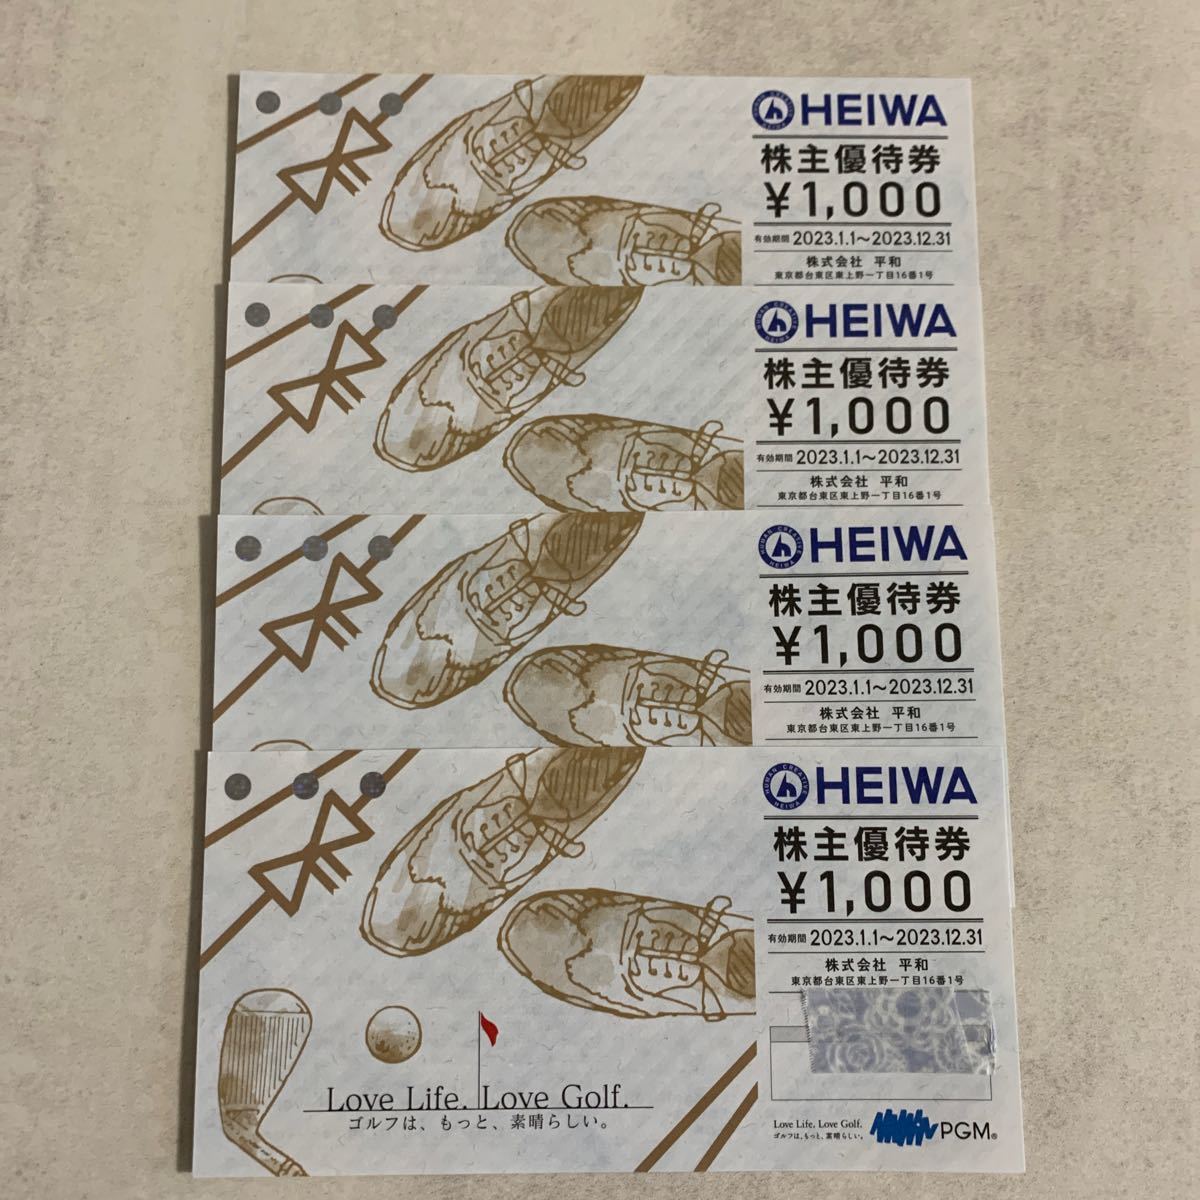 HEIWA
株主優待券
¥1,000
有効期間 2023.1.1～2023.12.31
株式会社 平和
東京都台東区東上野一丁目16番1号
HUMAN CREATIVE HEIWA
HEIWA
株主優待券
¥1,000
有効期間 2023.1.1～2023.12.31
株式会社 平和
東京都台東区東上野一丁目16番1号
HUMAN CREATIVE HEIWA
HEIWA
株主優待券
¥1,000
有効期間 2023.1.1～2023.12.31
株式会社 平和
東京都台東区東上野一丁目16番1号
HUMAN CREATIVE HEIWA
HEIWA
株主優待券
¥1,000
有効期間 2023.1.1～2023.12.31
株式会社 平和
東京都台東区東上野一丁目16番1号
Love Life. Love Golf.
ゴルフは、もっと、素晴らしい。
Love Life. Love Golf.
ゴルフは、もっと、素晴らしい。
PGM®